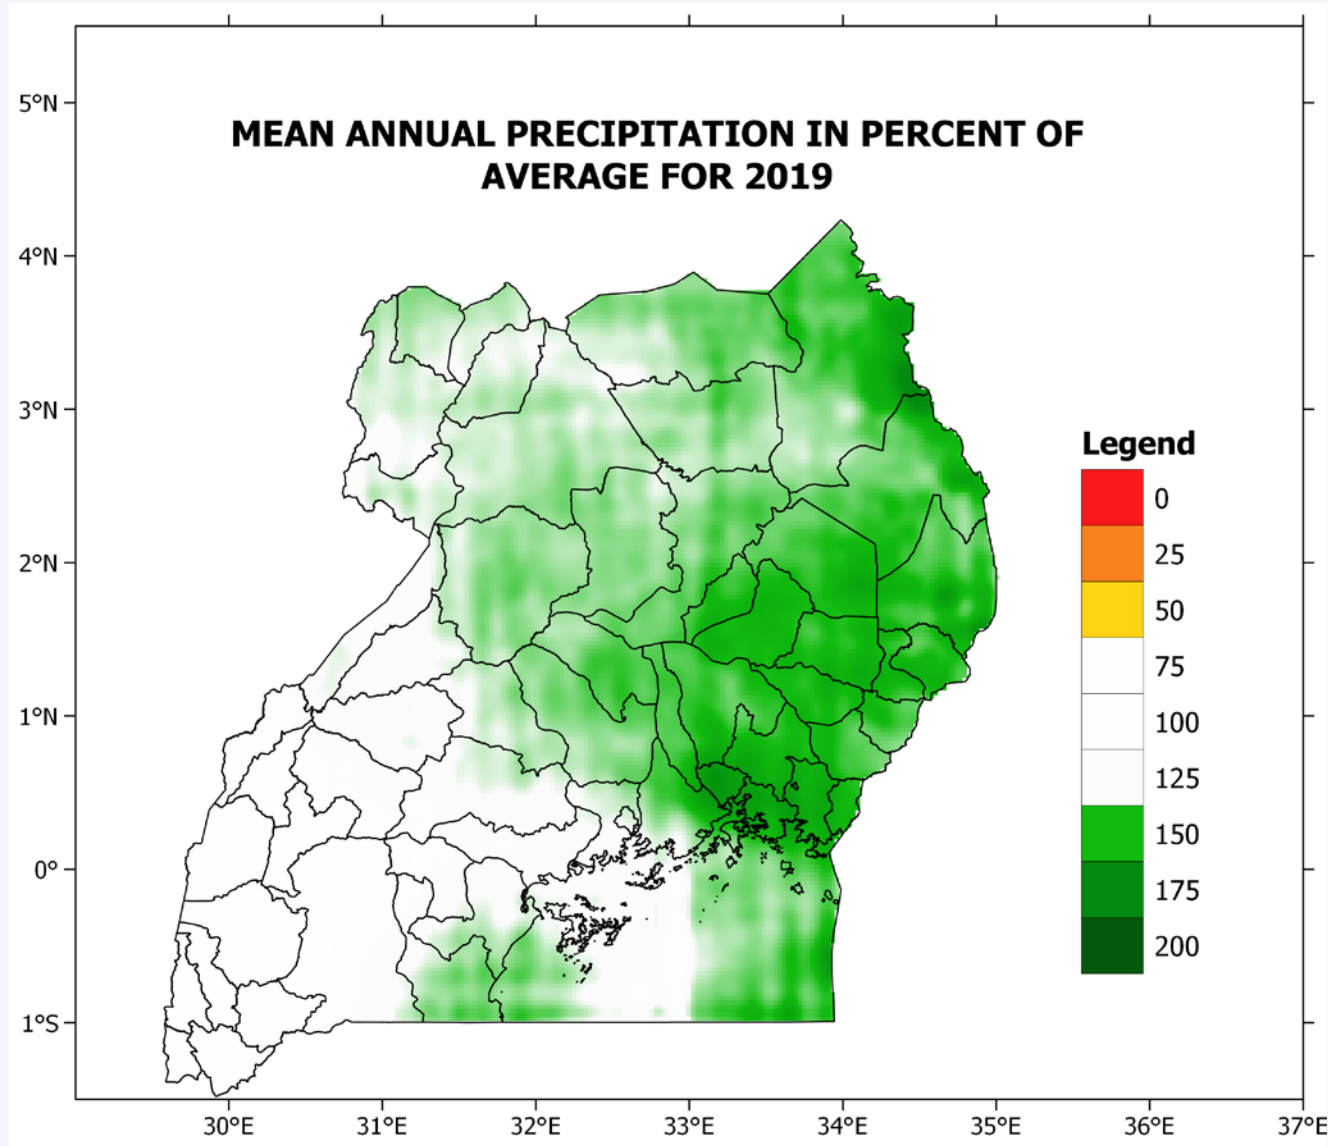 MEAN ANNUAL PRECIPITATION IN PERCENT OF
AVERAGE FOR 2019
5°N
4°N
3°N
2°N
1°N
0°
1°S
Legend
0
25
50
75
100
125
150
175
200
30°E
31°E
32°E
33°E
34°E
35°E
36°E
37°E